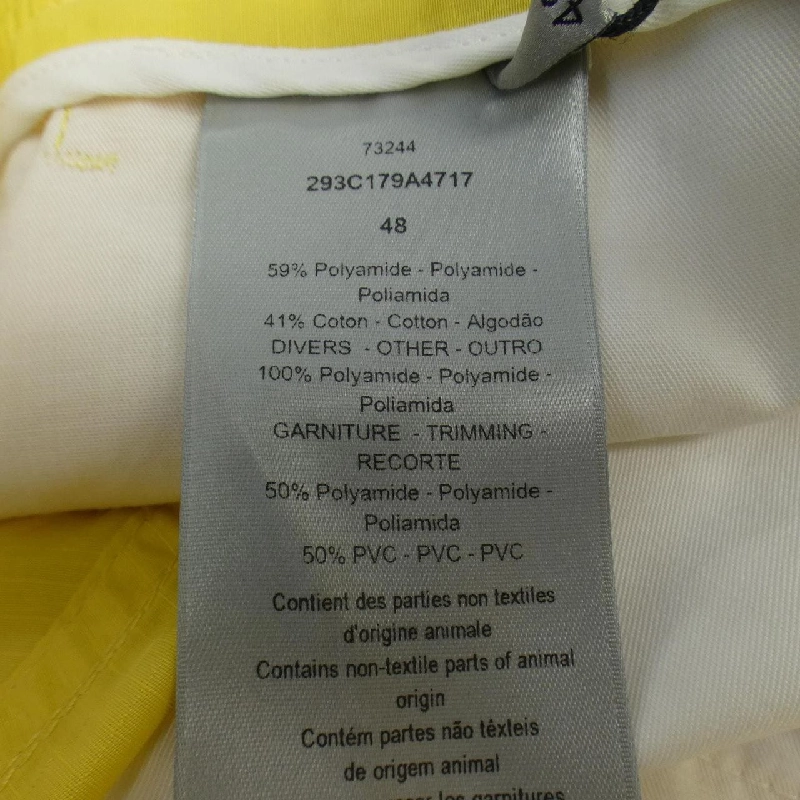 73244
293C179A4717
48
59% Polyamide - Polyamide -
Poliamida
41% Coton - Cotton - Algodão
DIVERS - OTHER - OUTRO
100% Polyamide - Polyamide -
Poliamida
GARNITURE - TRIMMING -
RECORTE
50% Polyamide - Polyamide -
Poliamida
50% PVC - PVC - PVC
Contient des parties non textiles
d'origine animale
Contains non-textile parts of animal
origin
Contém partes não têxteis
de origem animal
les garnitures